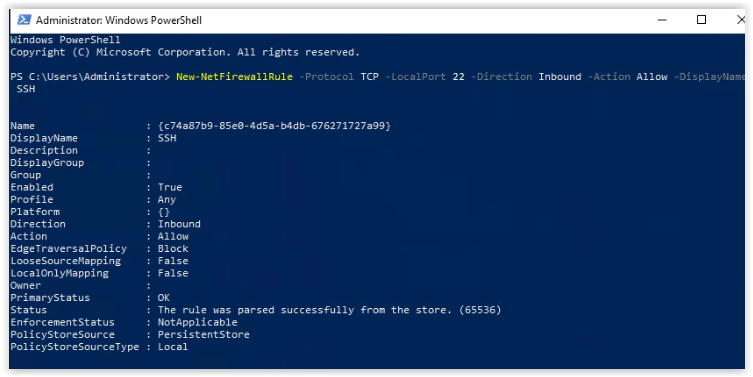 Administrator: Windows PowerShell
Windows PowerShell
Copyright (C) Microsoft Corporation. All rights reserved.
PS C:\Users\Administrator> New-NetFirewallRule -Protocol TCP -LocalPort 22 -Direction Inbound -Action Allow -DisplayName
SSH
Name : {c74a87b9-85e0-4d5a-b4db-676271727a99}
DisplayName : SSH
Description :
DisplayGroup :
Group :
Enabled : True
Profile : Any
Platform : {}
Direction : Inbound
Action : Allow
EdgeTraversalPolicy : Block
LooseSourceMapping : False
LocalOnlyMapping : False
Owner :
PrimaryStatus : OK
Status : The rule was parsed successfully from the store. (65536)
EnforcementStatus : NotApplicable
PolicyStoreSource : PersistentStore
PolicyStoreSourceType : Local